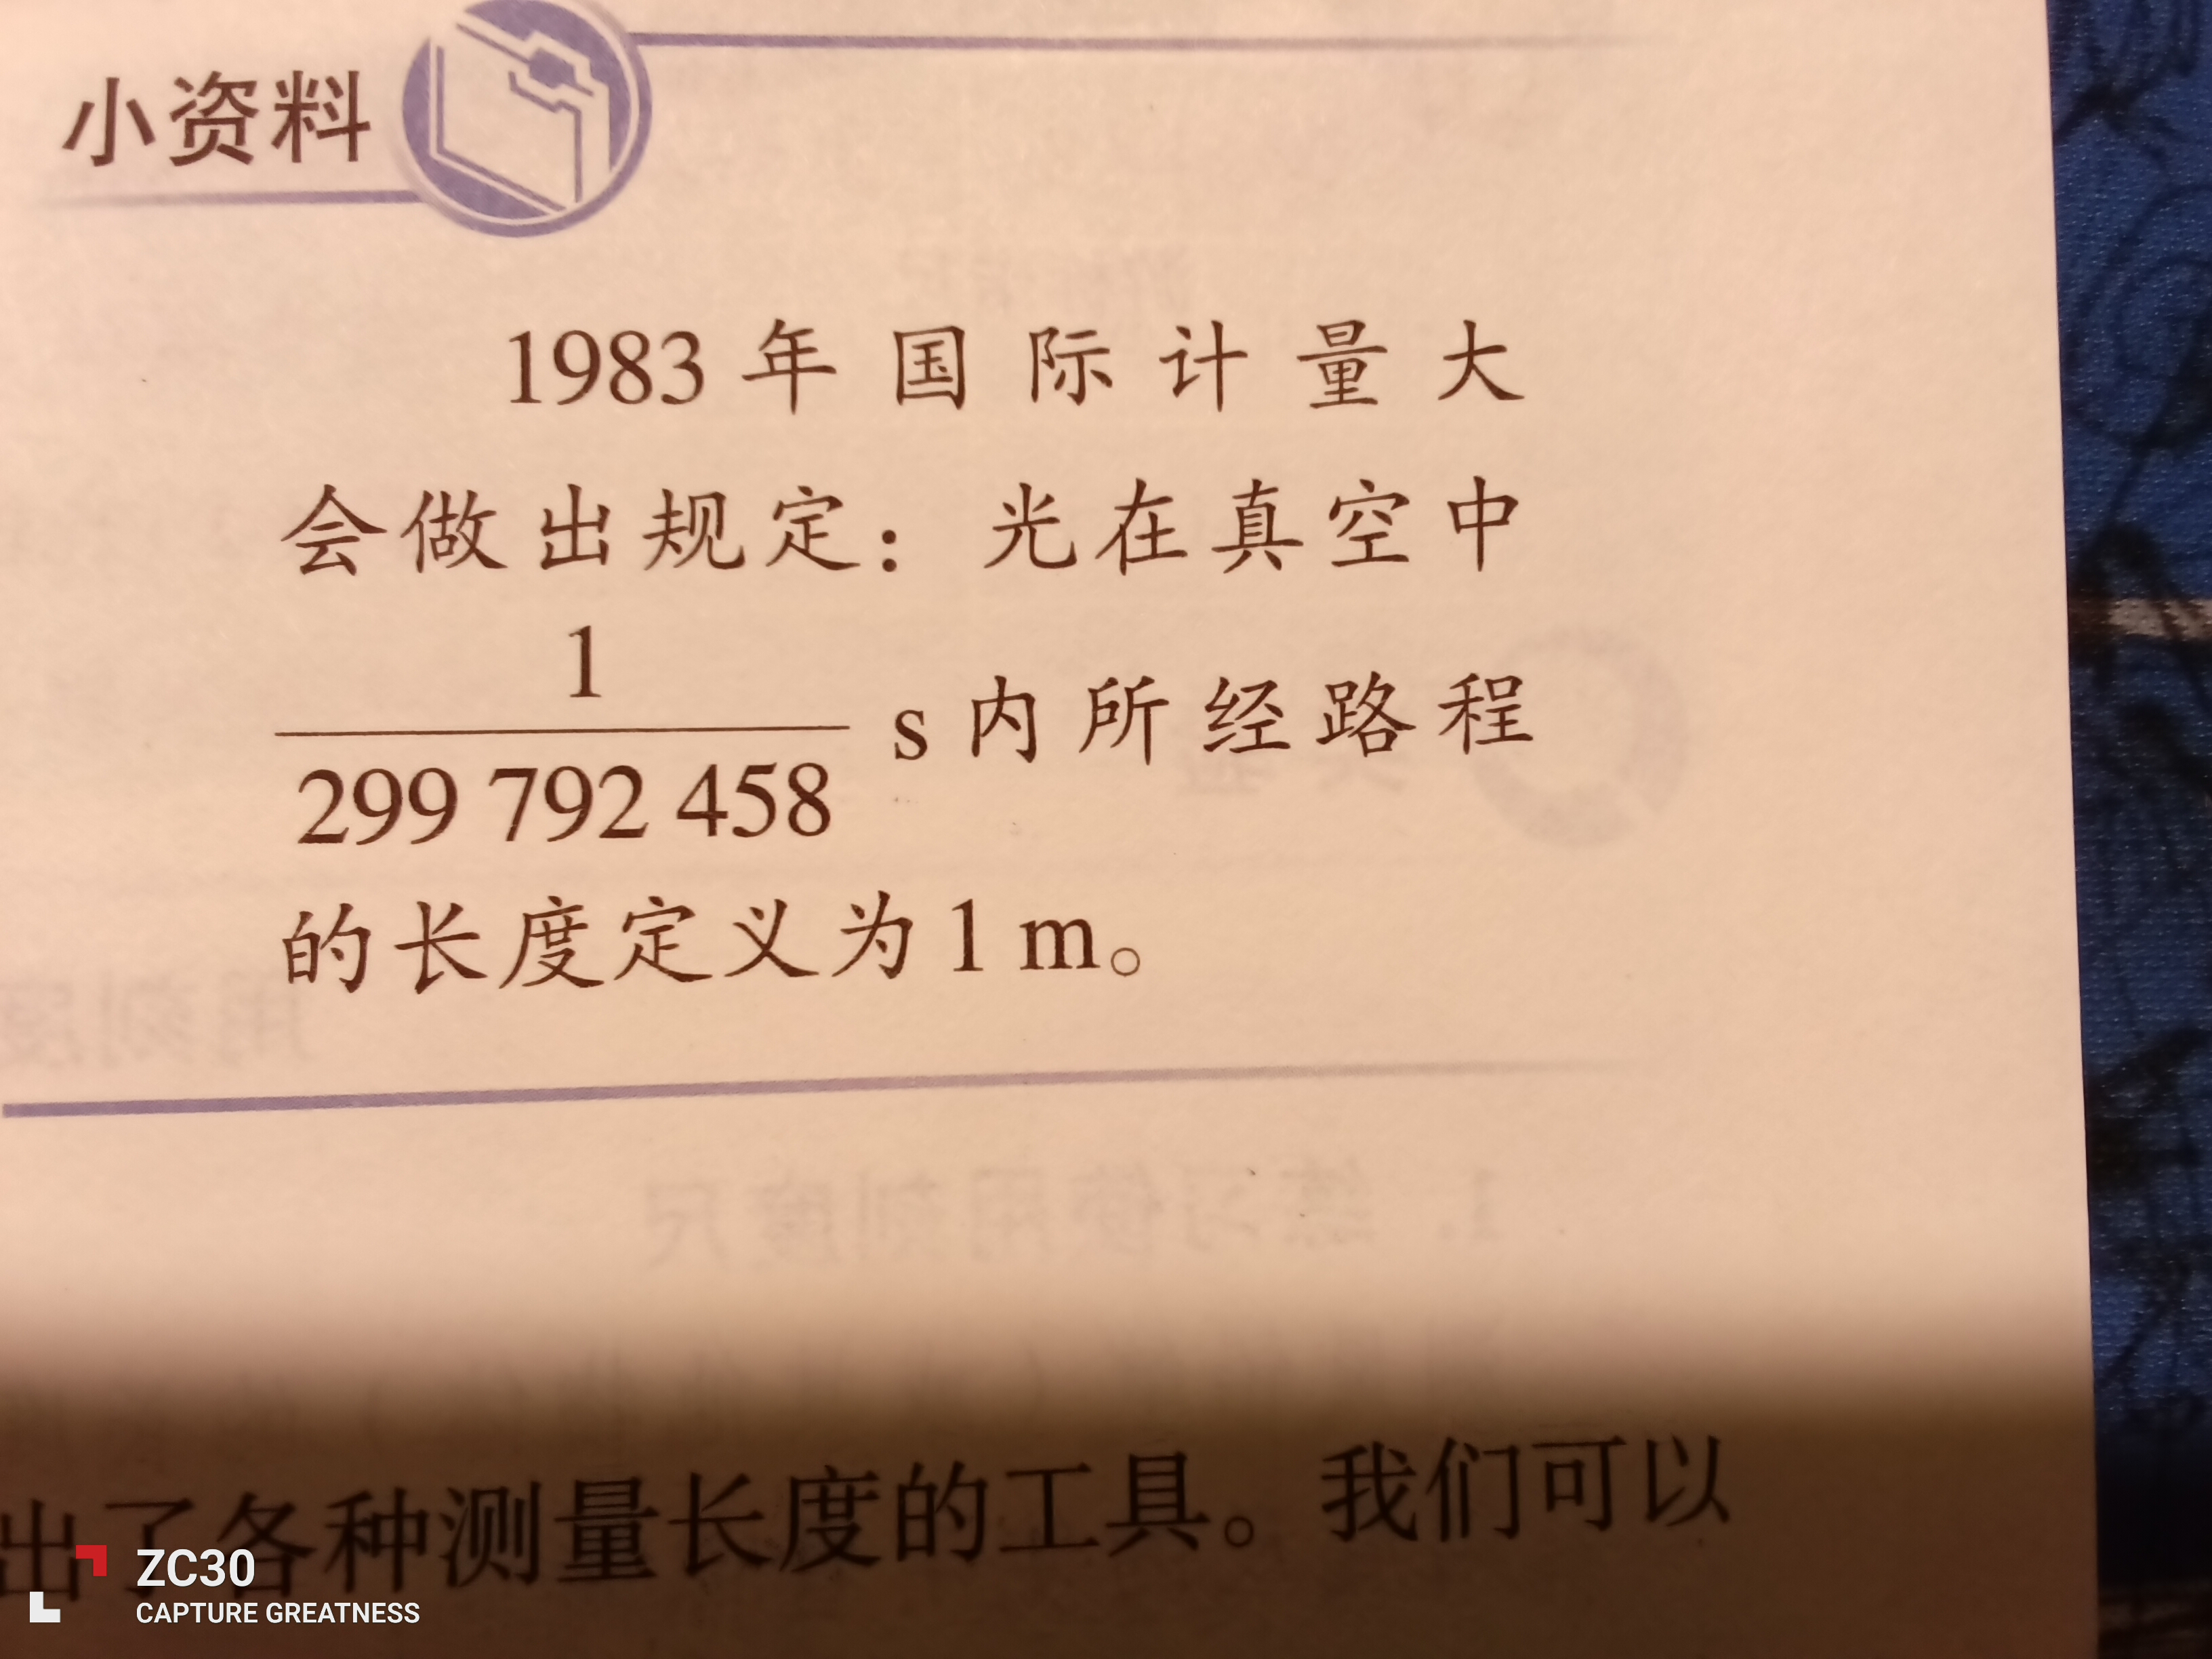 小资料
1983 年国际计量大
会做出规定：光在真空中
1
299 792 458
s 内所经路程
的长度定义为 1 m。
出了各种测量长度的工具。我们可以
ZC30
CAPTURE GREATNESS